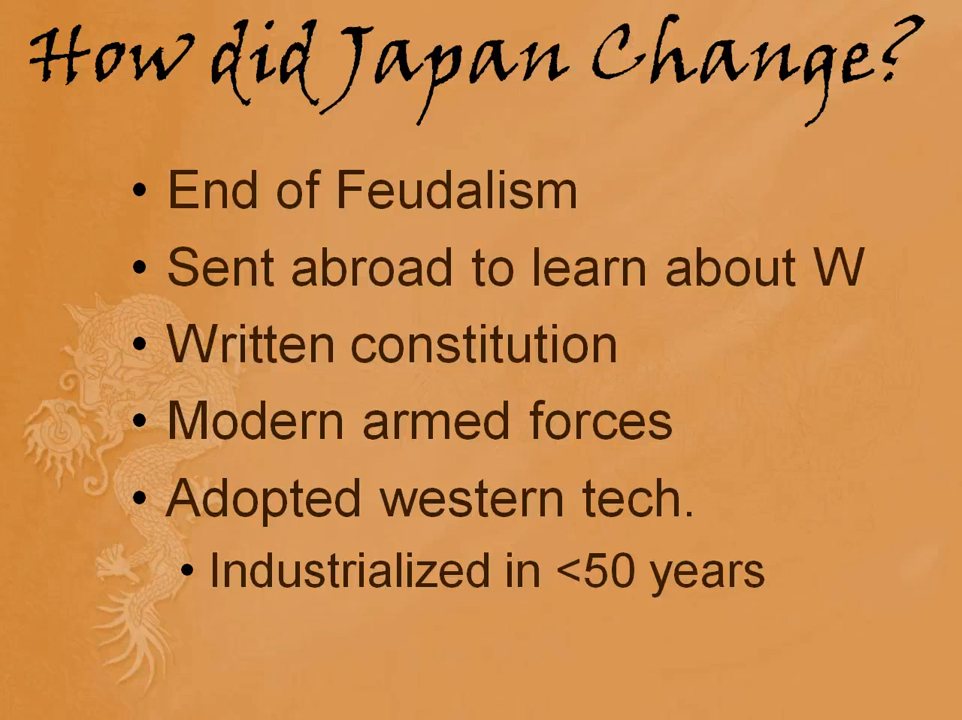 How did Japan Change?
• End of Feudalism
• Sent abroad to learn about W
• Written constitution
• Modern armed forces
• Adopted western tech.
• Industrialized in <50 years